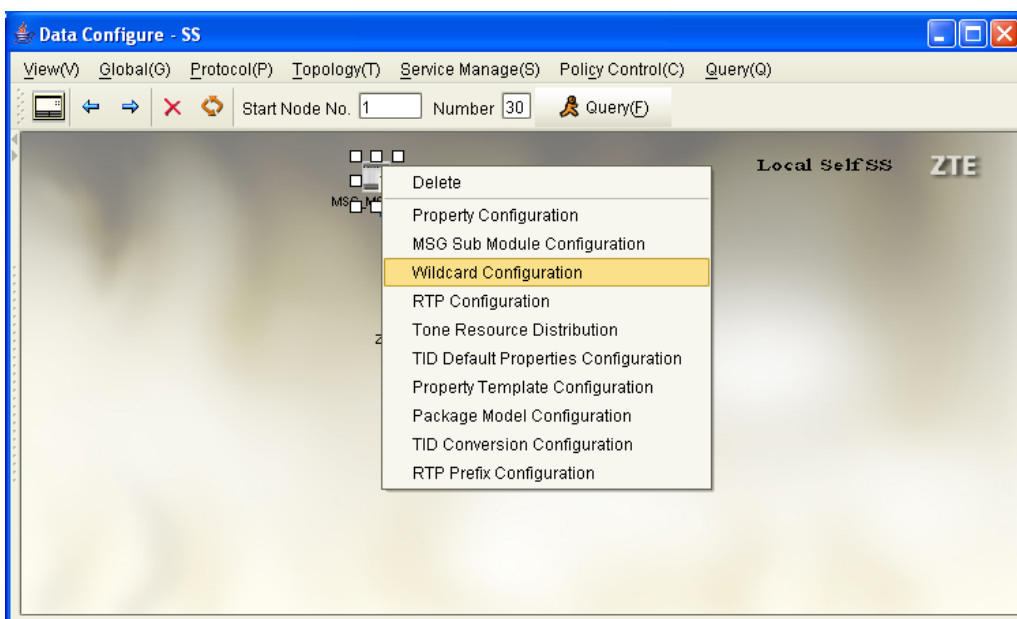 Data Configure - SS
View(V) Global(G) Protocol(P) Topology(T) Service Manage(S) Policy Control(C) Query(Q)
Start Node No. 1 Number 30 Query(F)
Local Self SS ZTE
Delete
Property Configuration
MSG Sub Module Configuration
Wildcard Configuration
RTP Configuration
Tone Resource Distribution
TID Default Properties Configuration
Property Template Configuration
Package Model Configuration
TID Conversion Configuration
RTP Prefix Configuration